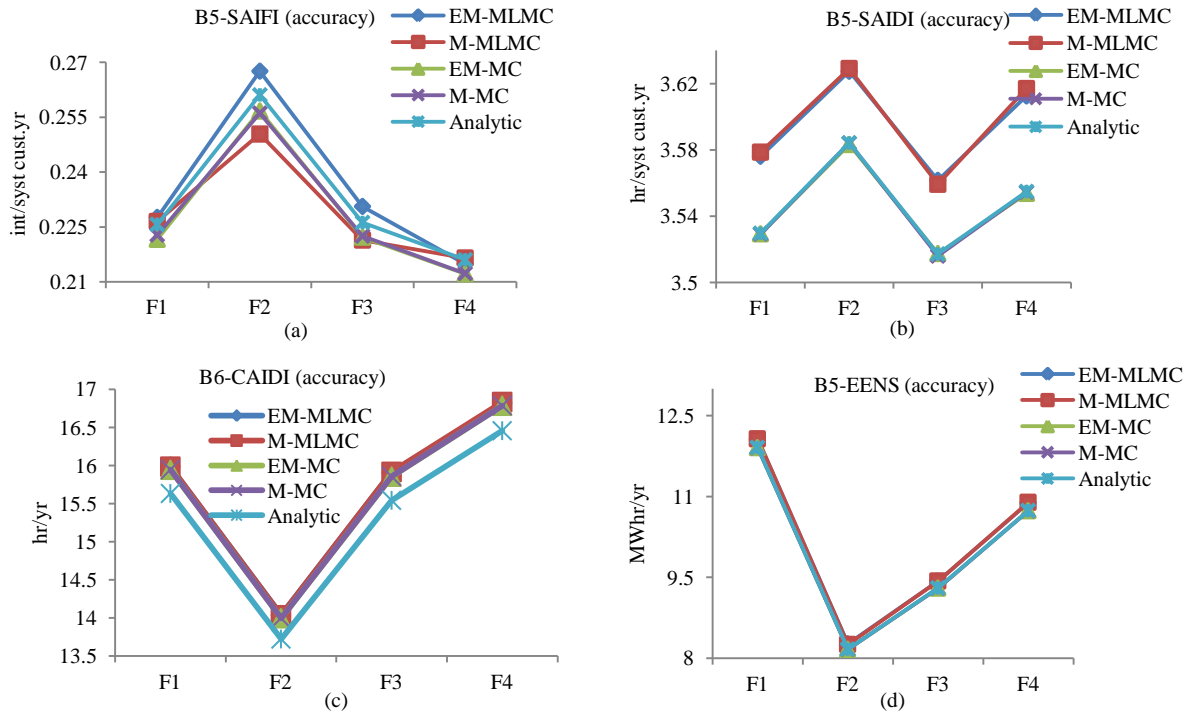 B5-SAIFI (accuracy)
EM-MLMC
M-MLMC
EM-MC
M-MC
Analytic
0.27
0.255
0.24
0.225
0.21
int/syst cust.yr
F1 F2 F3 F4
(a)
B5-SAIDI (accuracy)
EM-MLMC
M-MLMC
EM-MC
M-MC
Analytic
3.62
3.58
3.54
3.5
hr/syst cust.yr
F1 F2 F3 F4
(b)
B6-CAIDI (accuracy)
EM-MLMC
M-MLMC
EM-MC
M-MC
Analytic
17
16.5
16
15.5
15
14.5
14
13.5
hr/yr
F1 F2 F3 F4
(c)
B5-EENS (accuracy)
EM-MLMC
M-MLMC
EM-MC
M-MC
Analytic
12.5
11
9.5
8
MWhr/yr
F1 F2 F3 F4
(d)